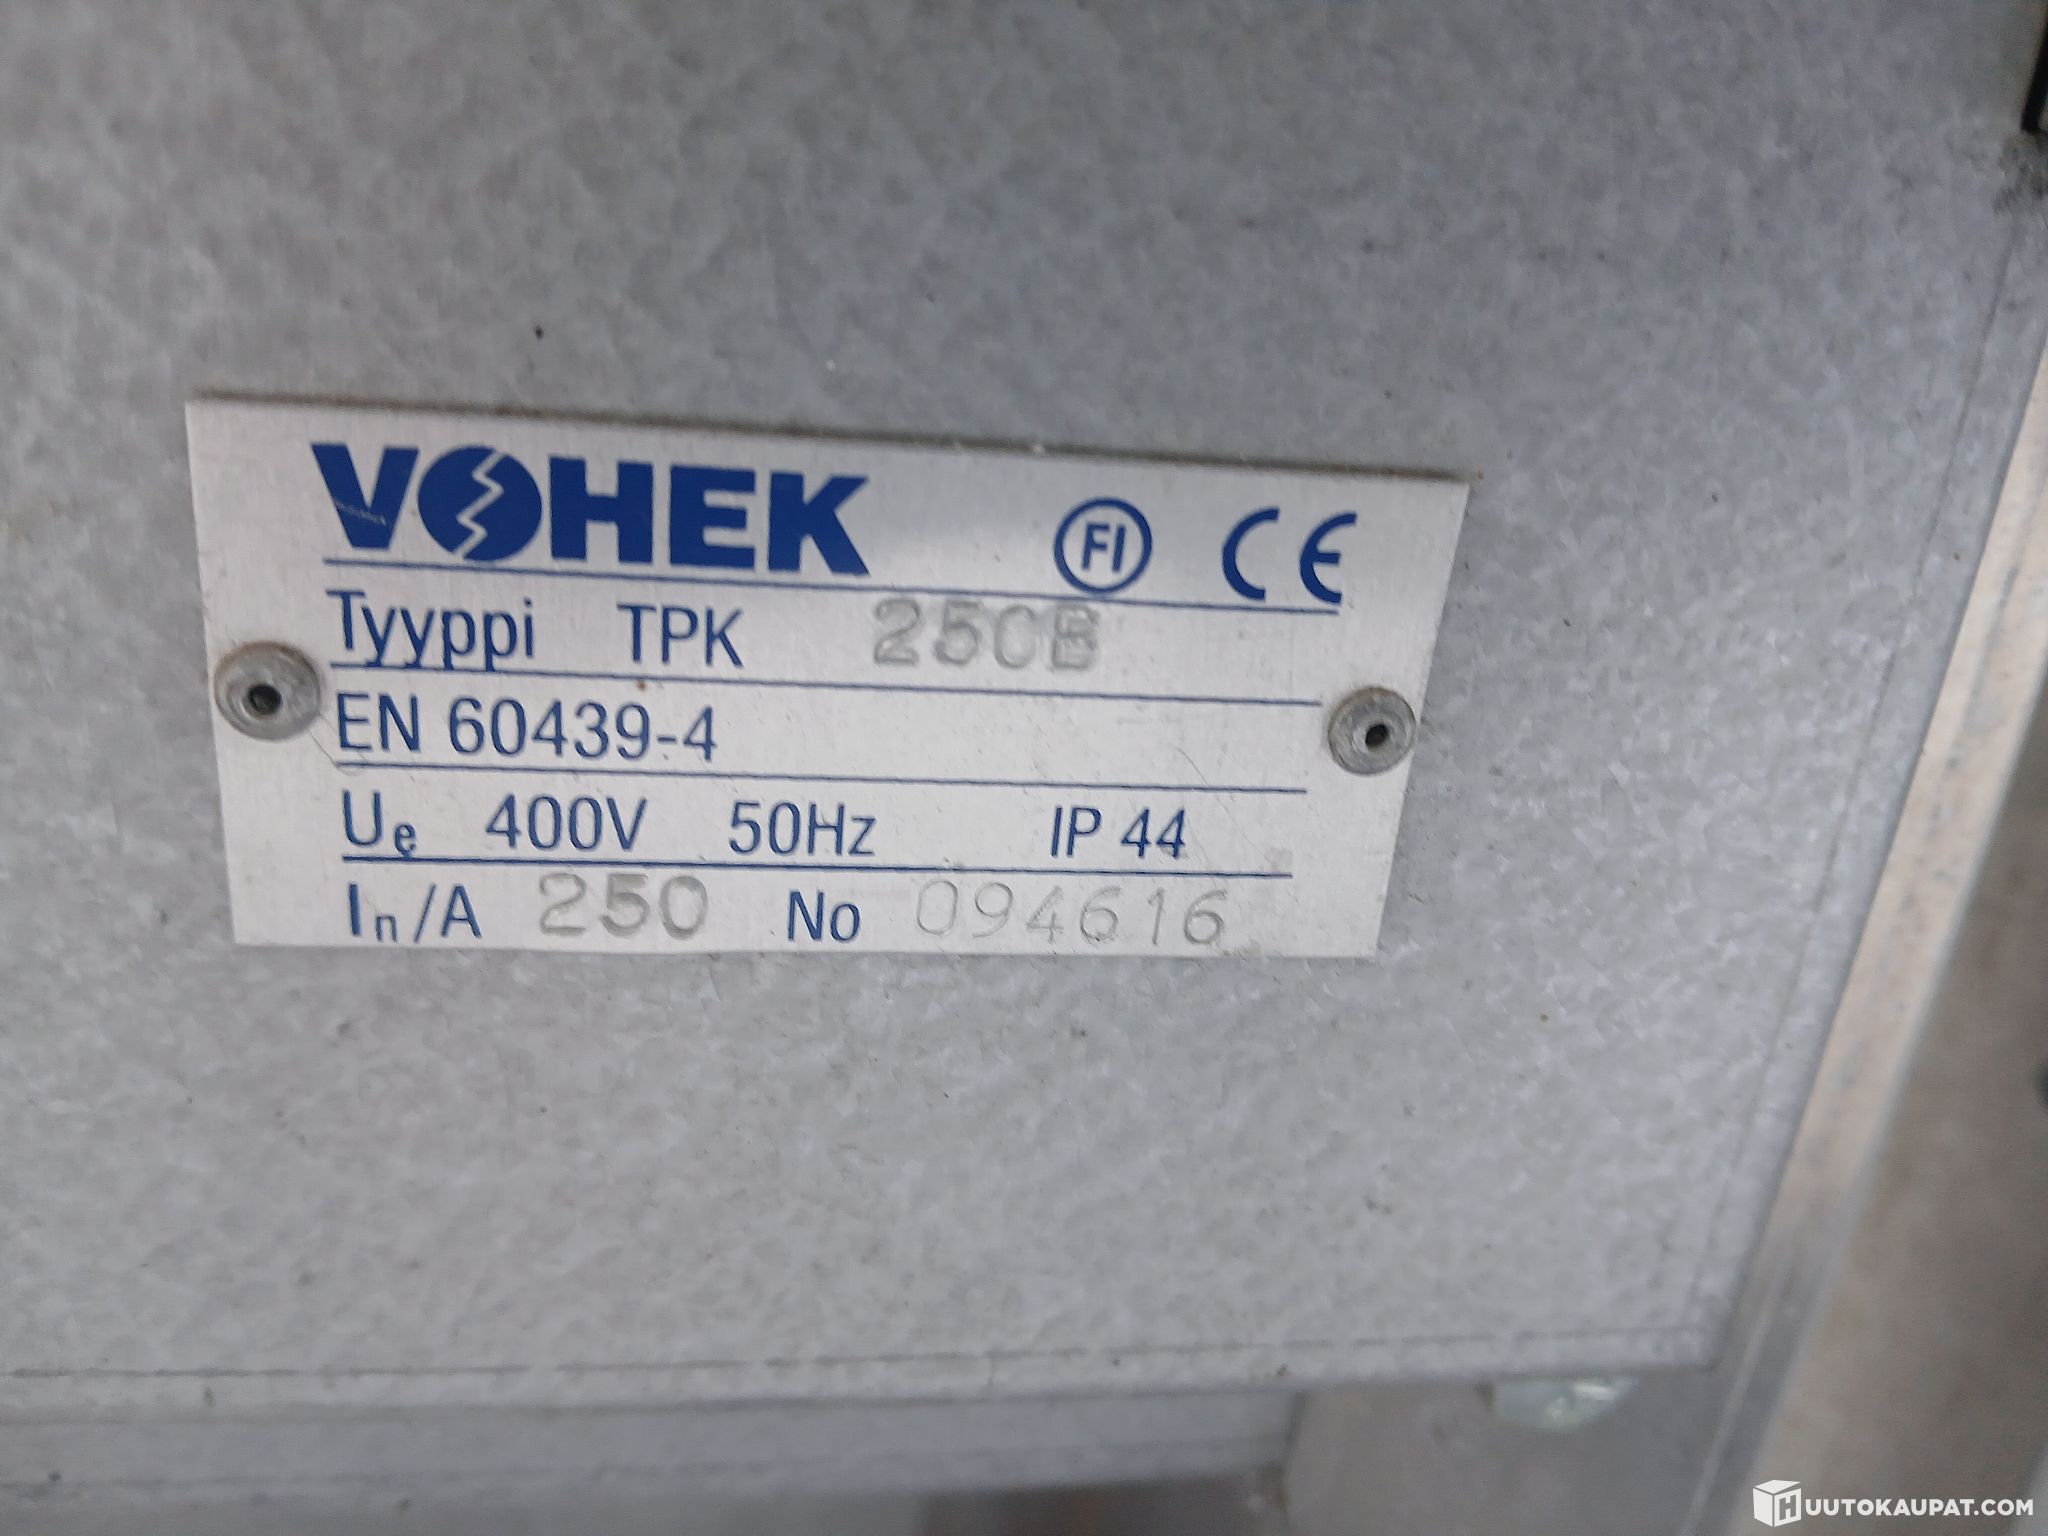 VOHEK FI CE
Tyyppi TPK 250E
EN 60439-4
Ue 400V 50Hz IP 44
In/A 250 No 094616
HUUTOKAUPAT.COM